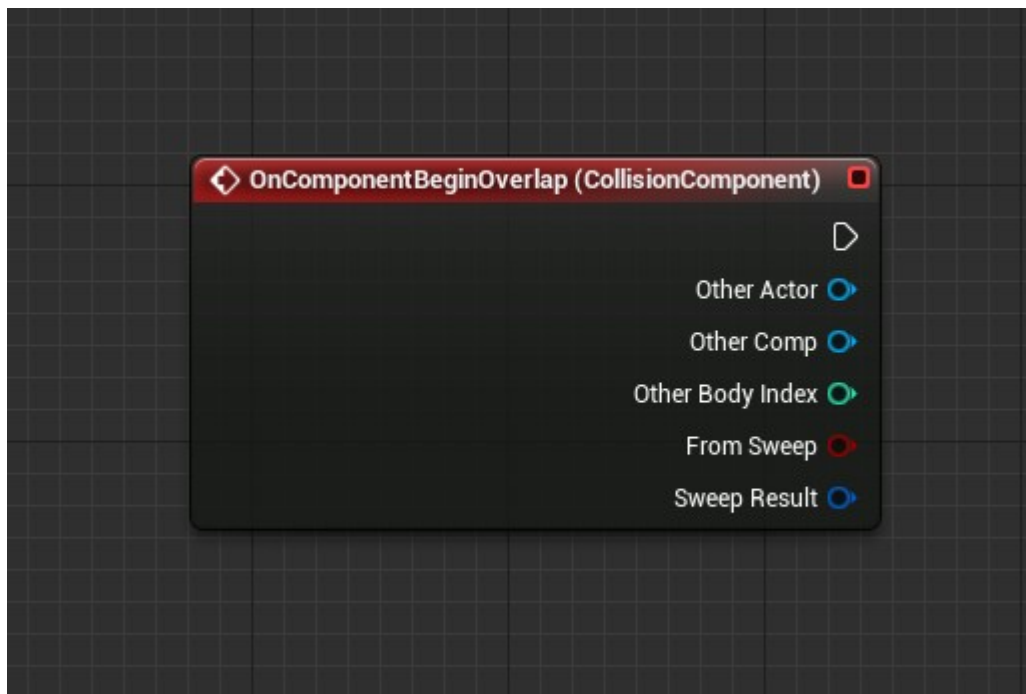 OnComponentBeginOverlap (CollisionComponent)
Other Actor
Other Comp
Other Body Index
From Sweep
Sweep Result